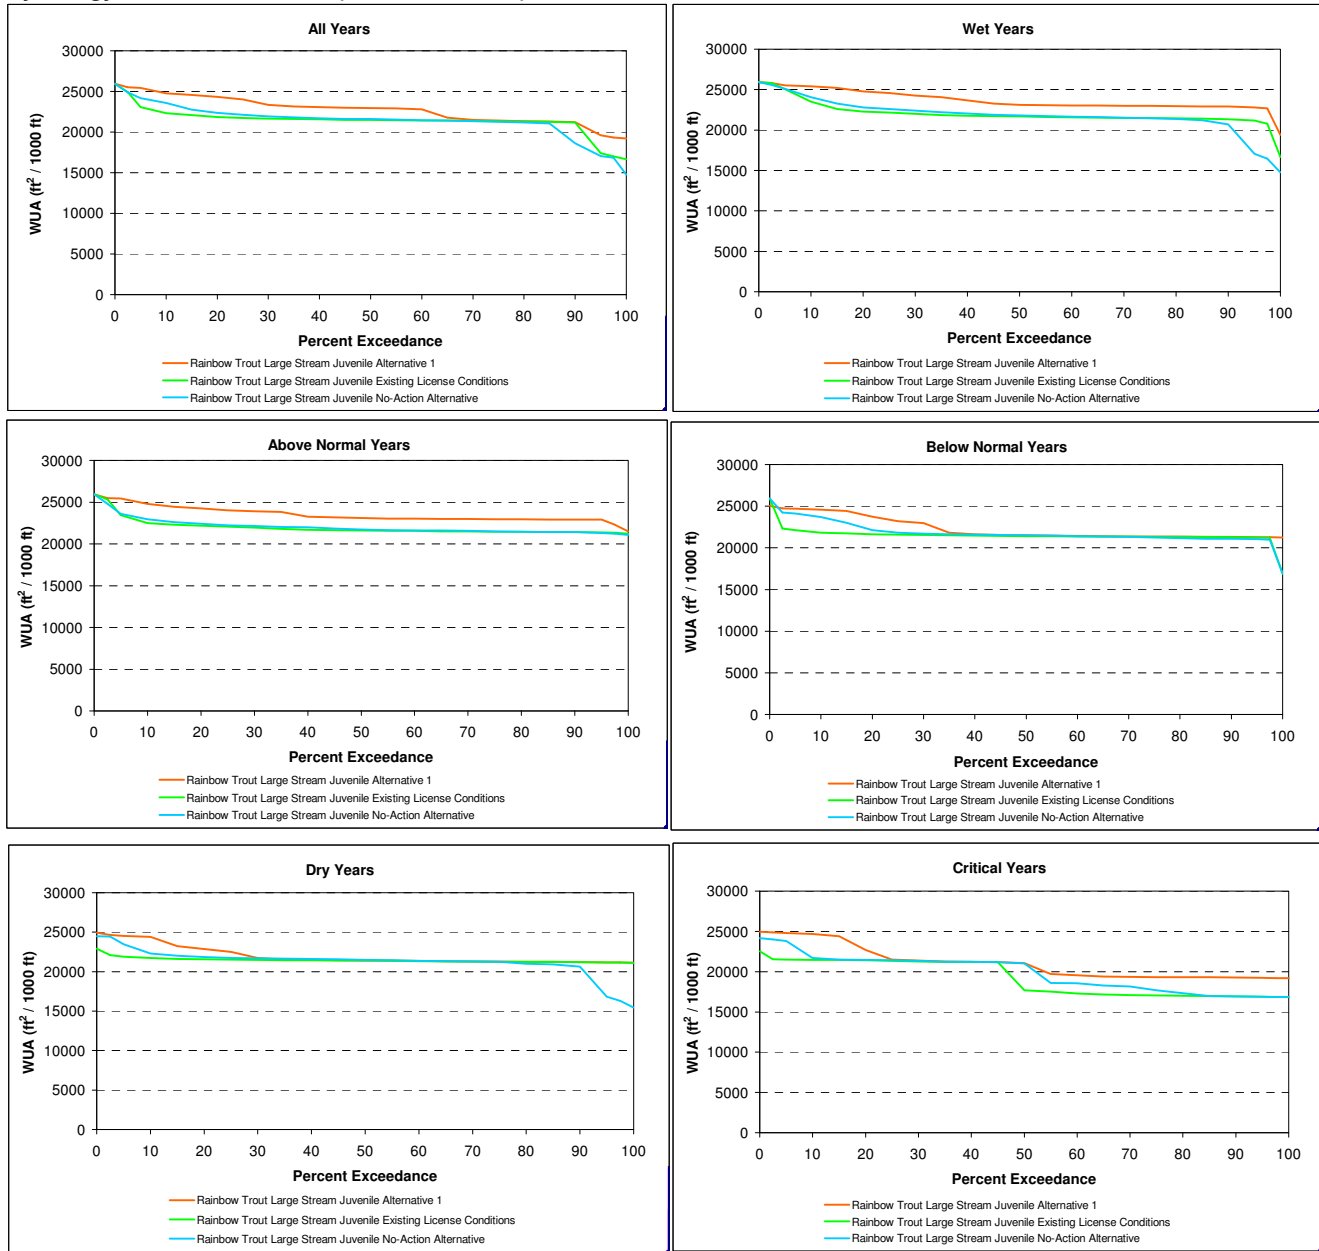 All Years
30000
25000
20000
15000
10000
5000
0
WUA (ft² / 1000 ft)
0 10 20 30 40 50 60 70 80 90 100
Percent Exceedance
Rainbow Trout Large Stream Juvenile Alternative 1
Rainbow Trout Large Stream Juvenile Existing License Conditions
Rainbow Trout Large Stream Juvenile No-Action Alternative
Wet Years
30000
25000
20000
15000
10000
5000
0
WUA (ft² / 1000 ft)
0 10 20 30 40 50 60 70 80 90 100
Percent Exceedance
Rainbow Trout Large Stream Juvenile Alternative 1
Rainbow Trout Large Stream Juvenile Existing License Conditions
Rainbow Trout Large Stream Juvenile No-Action Alternative
Above Normal Years
30000
25000
20000
15000
10000
5000
0
WUA (ft² / 1000 ft)
0 10 20 30 40 50 60 70 80 90 100
Percent Exceedance
Rainbow Trout Large Stream Juvenile Alternative 1
Rainbow Trout Large Stream Juvenile Existing License Conditions
Rainbow Trout Large Stream Juvenile No-Action Alternative
Below Normal Years
30000
25000
20000
15000
10000
5000
0
WUA (ft² / 1000 ft)
0 10 20 30 40 50 60 70 80 90 100
Percent Exceedance
Rainbow Trout Large Stream Juvenile Alternative 1
Rainbow Trout Large Stream Juvenile Existing License Conditions
Rainbow Trout Large Stream Juvenile No-Action Alternative
Dry Years
30000
25000
20000
15000
10000
5000
0
WUA (ft² / 1000 ft)
0 10 20 30 40 50 60 70 80 90 100
Percent Exceedance
Rainbow Trout Large Stream Juvenile Alternative 1
Rainbow Trout Large Stream Juvenile Existing License Conditions
Rainbow Trout Large Stream Juvenile No-Action Alternative
Critical Years
30000
25000
20000
15000
10000
5000
0
WUA (ft² / 1000 ft)
0 10 20 30 40 50 60 70 80 90 100
Percent Exceedance
Rainbow Trout Large Stream Juvenile Alternative 1
Rainbow Trout Large Stream Juvenile Existing License Conditions
Rainbow Trout Large Stream Juvenile No-Action Alternative